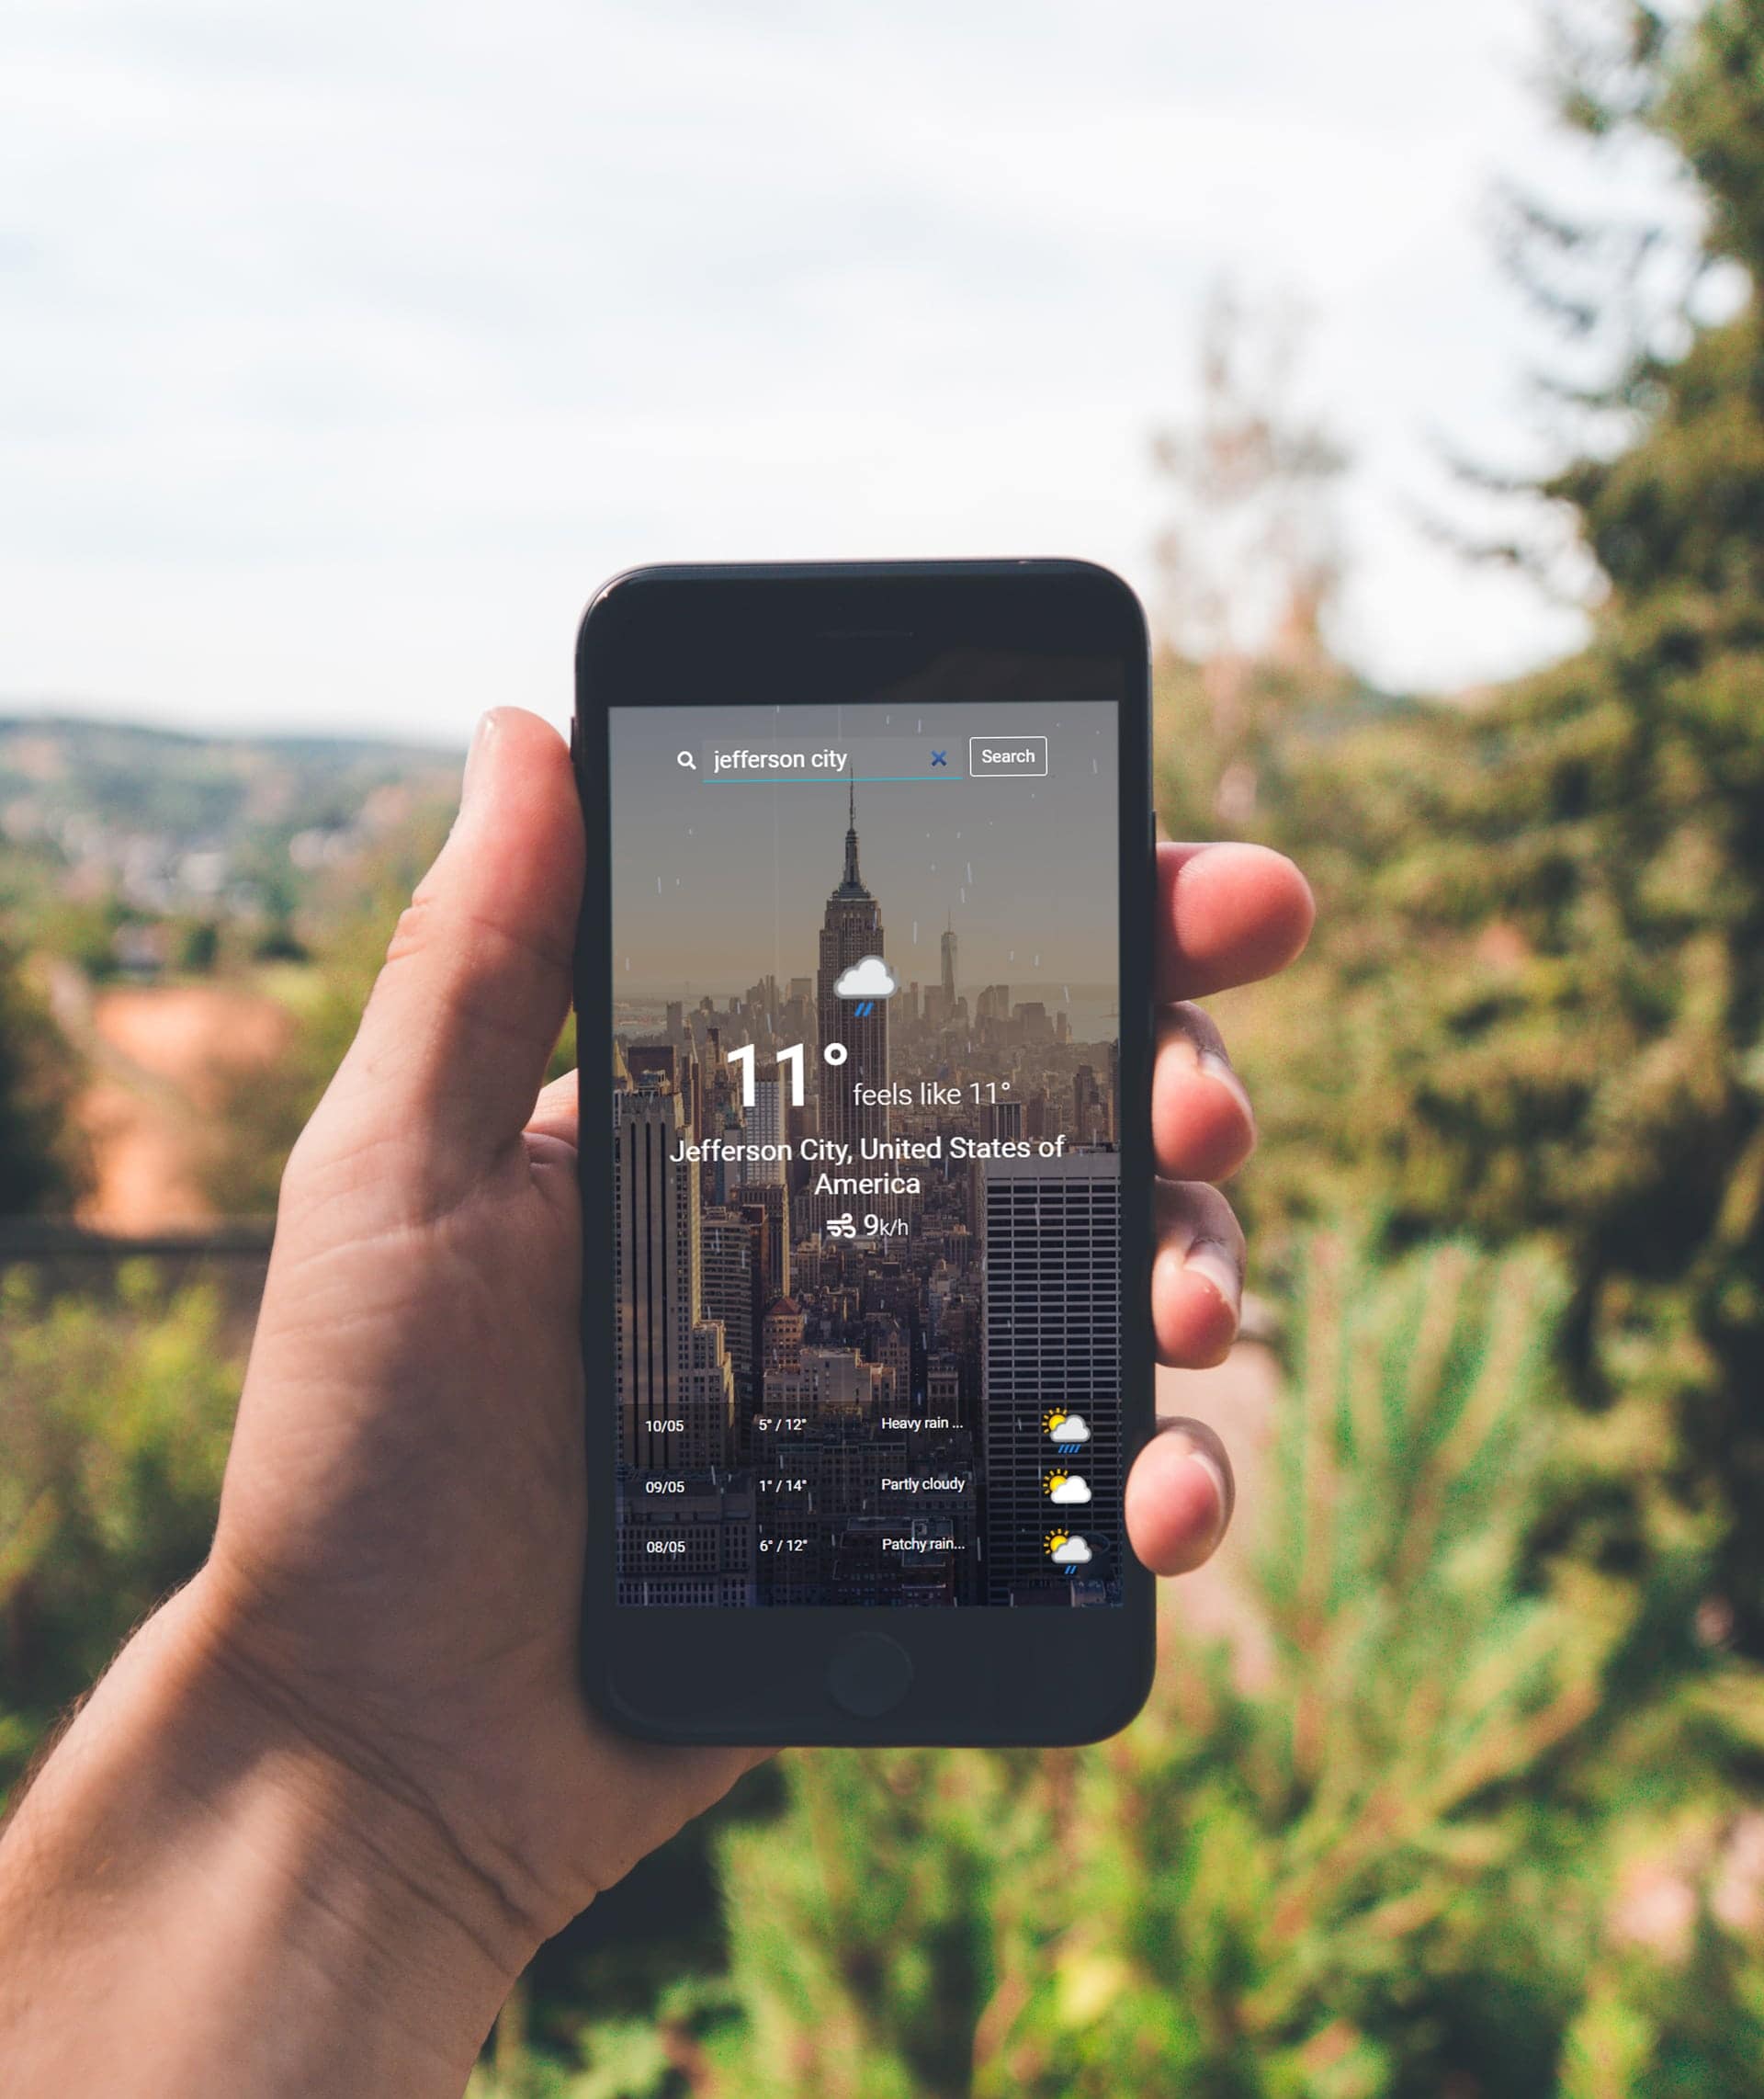 jefferson city
Search
11° feels like 11°
Jefferson City, United States of
America
9k/h
10/05 5° / 12° Heavy rain ...
09/05 1° / 14° Partly cloudy
08/05 6° / 12° Patchy rain...